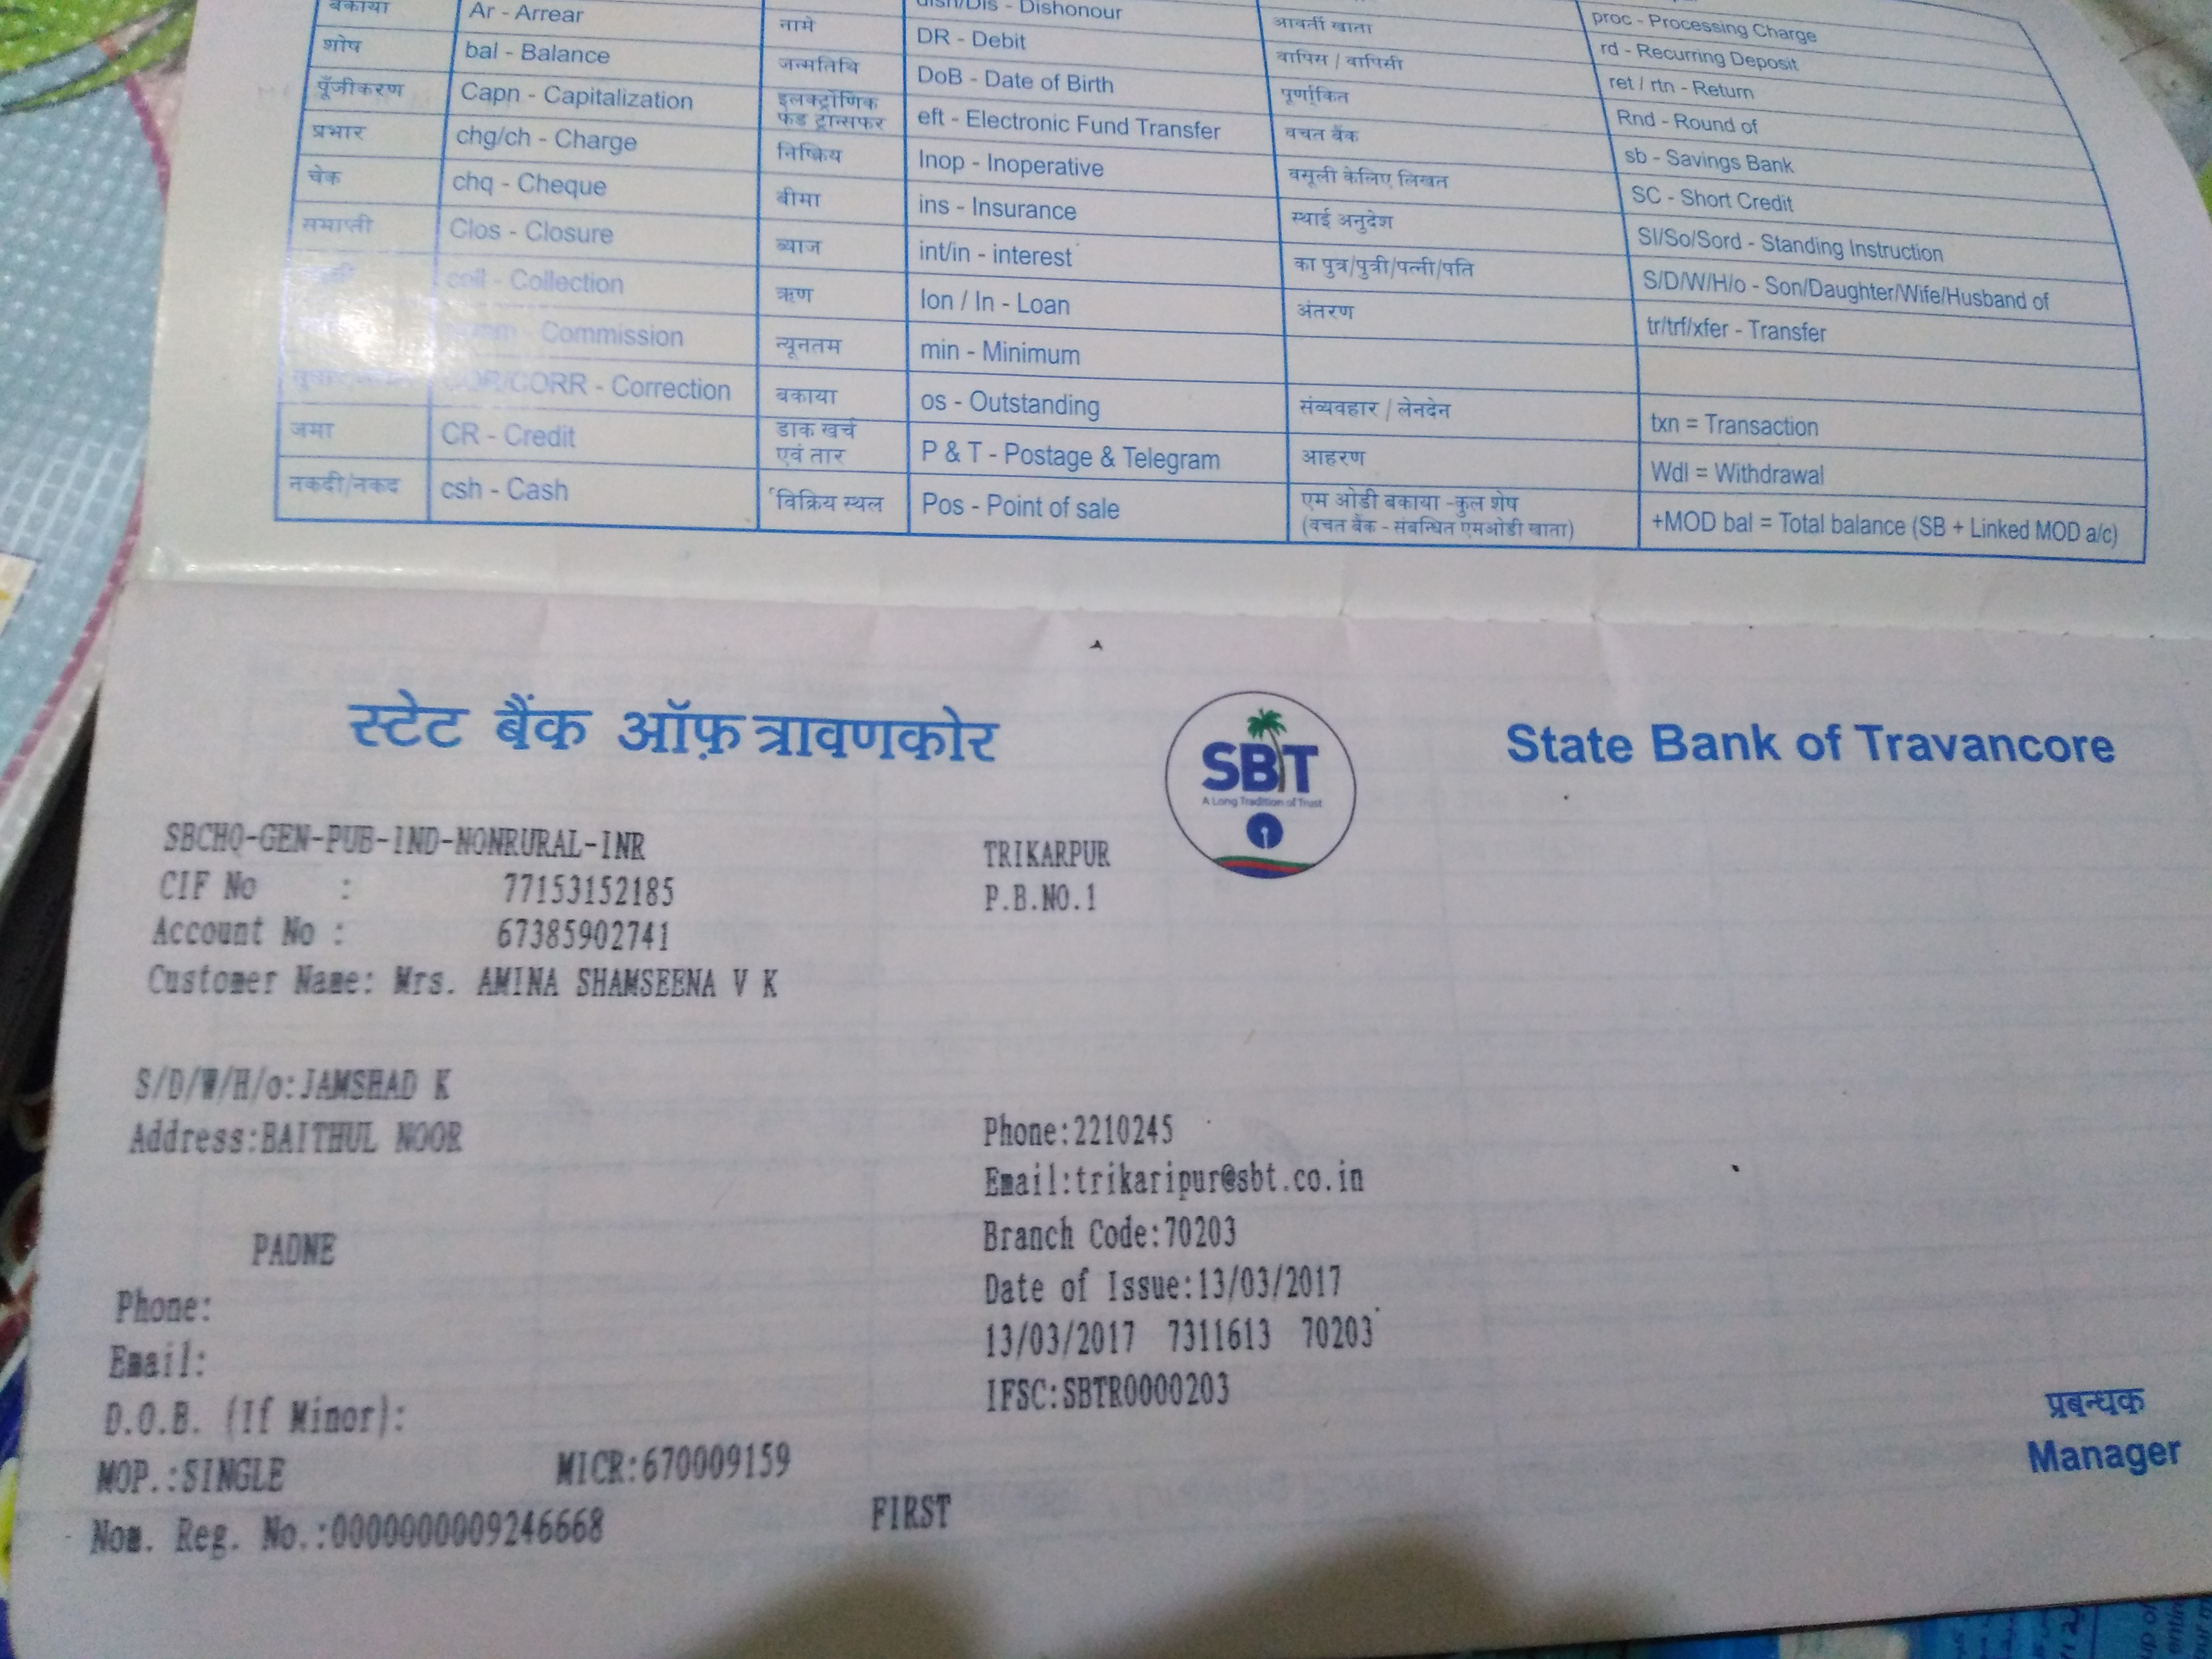 बकाया Ar - Arrear नामे dish/Dis - Dishonour आवर्ती खाता proc - Processing Charge
शोष bal - Balance जन्मतिथि DR - Debit वापिस / वापिसी rd - Recurring Deposit
पूँजीकरण Capn - Capitalization इलक्ट्रोणिक फंड ट्रान्सफर DoB - Date of Birth पूर्णांकित ret / rtn - Return
प्रभार chg/ch - Charge निष्क्रिय eft - Electronic Fund Transfer वचत बैंक Rnd - Round of
चेक chq - Cheque बीमा Inop - Inoperative वसूली केलिए लिखत sb - Savings Bank
समाप्ती Clos - Closure ब्याज ins - Insurance स्थाई अनुदेश SC - Short Credit
coll - Collection ऋण int/in - interest का पुत्र/पुत्री/पत्नी/पति SI/So/Sord - Standing Instruction
- Commission न्यूनतम lon / ln - Loan अंतरण S/D/W/H/o - Son/Daughter/Wife/Husband of
COR/CORR - Correction बकाया min - Minimum tr/trf/xfer - Transfer
जमा CR - Credit डाक खर्च एवं तार os - Outstanding संव्यवहार / लेनदेन txn = Transaction
नकदी/नकद csh - Cash विक्रिय स्थल P & T - Postage & Telegram आहरण Wdl = Withdrawal
Pos - Point of sale एम ओडी बकाया -कुल शेष
(वचत बैंक - संबन्धित एमओडी खाता) +MOD bal = Total balance (SB + Linked MOD a/c)
स्टेट बैंक ऑफ़ त्रावणकोर
SBT
A Long Tradition of Trust
State Bank of Travancore
SBCHQ-GEN-PUB-IND-NONRURAL-INR
CIF No : 77153152185
Account No : 67385902741
Customer Name: Mrs. AMINA SHAMSEENA V K
S/D/W/H/o:JAMSHAD K
Address:BAITHUL NOOR
PADNE
Phone:
Email:
D.O.B. (If Minor):
MOP.:SINGLE MICR:670009159
Nom. Reg. No.:0000000009246668 FIRST
TRIKARPUR
P.B.NO.1
Phone:2210245
Email:trikaripur@sbt.co.in
Branch Code:70203
Date of Issue:13/03/2017
13/03/2017 7311613 70203
IFSC:SBTR0000203
प्रबन्धक
Manager